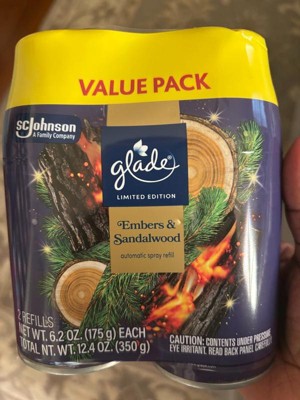 VALUE PACK
SC Johnson
A Family Company
glade
LIMITED EDITION
Embers &
Sandalwood
automatic spray refill
2 REFILLS
NET WT. 6.2 OZ (175 g) EACH
TOTAL NT. WT. 12.4 OZ (350 g)
CAUTION: CONTENTS UNDER PRESSURE.
EYE IRRITANT. READ BACK PANEL CAREFULLY.